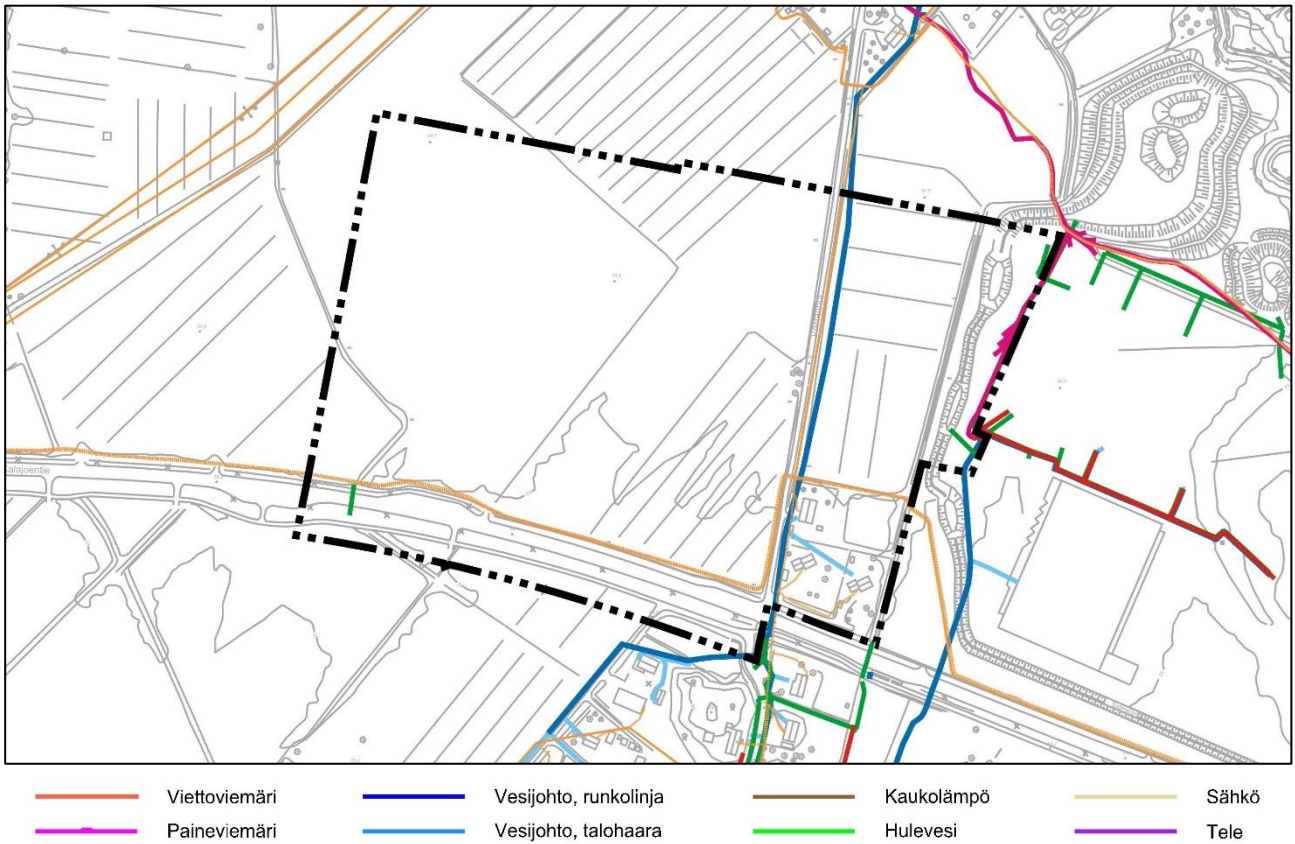 Kalajoentie
Viettoviemäri
Vesijohto, runkolinja
Kaukolämpö
Sähkö
Paineviemäri
Vesijohto, talohaara
Hulevesi
Tele